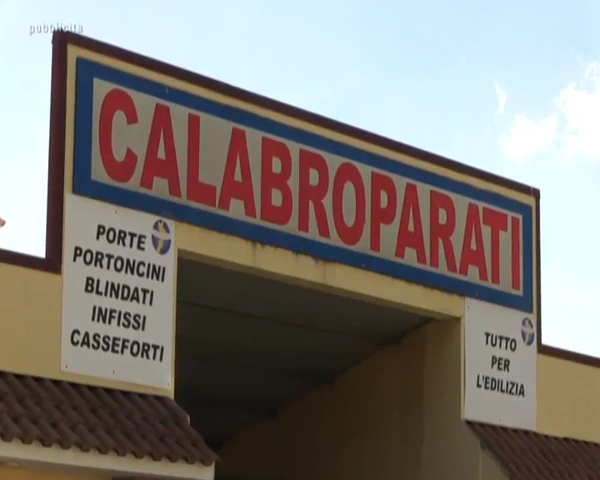 pubblicità
CALABROPARATI
PORTE
PORTONCINI
BLINDATI
INFISSI
CASSEFORTI
TUTTO
PER
L'EDILIZIA